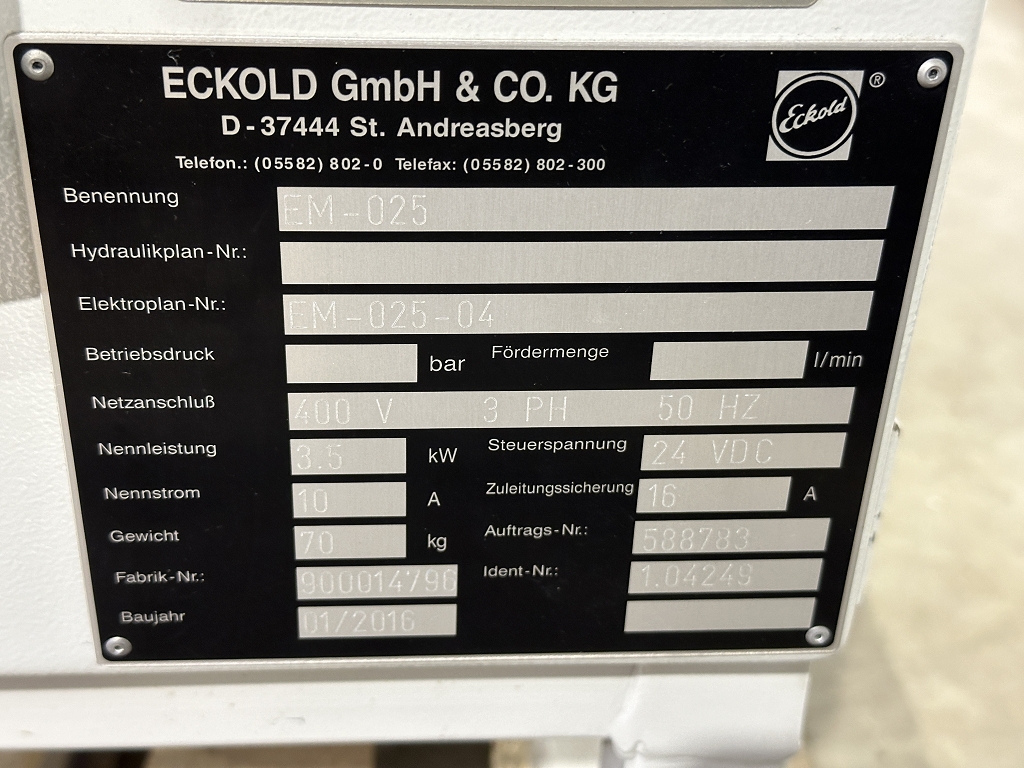 ECKOLD GmbH & CO. KG
Eckold ®
D-37444 St. Andreasberg
Telefon.: (05582) 802-0 Telefax: (05582) 802-300
Benennung EM-025
Hydraulikplan-Nr.:
Elektroplan-Nr.: EM-025-04
Betriebsdruck bar Fördermenge l/min
Netzanschluß 400 V 3 PH 50 HZ
Nennleistung 3.5 kW Steuerspannung 24 VDC
Nennstrom 10 A Zuleitungssicherung 16 A
Gewicht 70 kg Auftrags-Nr.: 588783
Fabrik-Nr.: 900014796 Ident-Nr.: 1.04249
Baujahr 01/2016